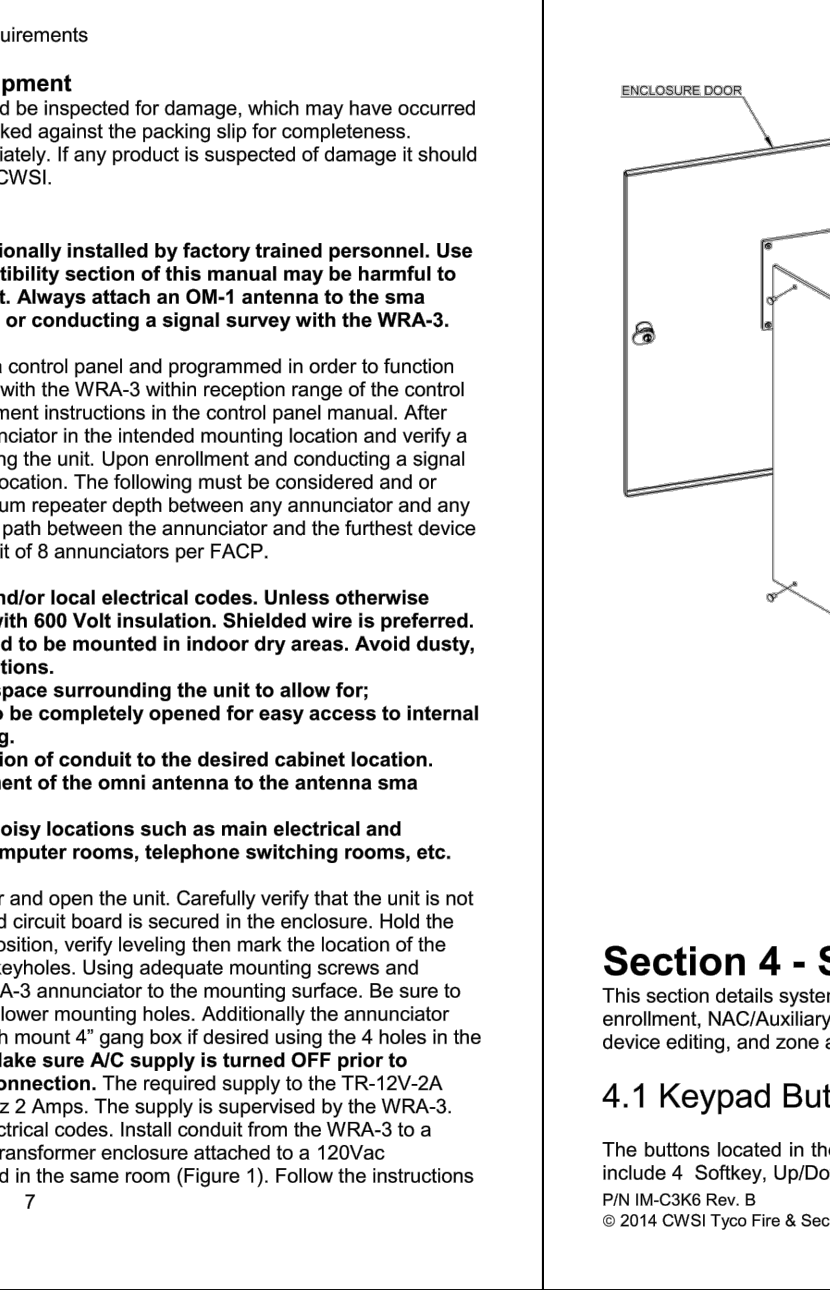 uirements
pment
d be inspected for damage, which may have occurred
ked against the packing slip for completeness.
iately. If any product is suspected of damage it should
CWSI.
ionally installed by factory trained personnel. Use
tibility section of this manual may be harmful to
t. Always attach an OM-1 antenna to the sma
or conducting a signal survey with the WRA-3.
a control panel and programmed in order to function
with the WRA-3 within reception range of the control
ment instructions in the control panel manual. After
nciator in the intended mounting location and verify a
ng the unit. Upon enrollment and conducting a signal
ocation. The following must be considered and or
um repeater depth between any annunciator and any
path between the annunciator and the furthest device
it of 8 annunciators per FACP.
nd/or local electrical codes. Unless otherwise
with 600 Volt insulation. Shielded wire is preferred.
d to be mounted in indoor dry areas. Avoid dusty,
tions.
space surrounding the unit to allow for;
o be completely opened for easy access to internal
g.
ion of conduit to the desired cabinet location.
nent of the omni antenna to the antenna sma
oisy locations such as main electrical and
mputer rooms, telephone switching rooms, etc.
r and open the unit. Carefully verify that the unit is not
d circuit board is secured in the enclosure. Hold the
osition, verify leveling then mark the location of the
keyholes. Using adequate mounting screws and
A-3 annunciator to the mounting surface. Be sure to
lower mounting holes. Additionally the annunciator
h mount 4” gang box if desired using the 4 holes in the
Make sure A/C supply is turned OFF prior to
onnection. The required supply to the TR-12V-2A
z 2 Amps. The supply is supervised by the WRA-3.
ctrical codes. Install conduit from the WRA-3 to a
ransformer enclosure attached to a 120Vac
d in the same room (Figure 1). Follow the instructions
7
ENCLOSURE DOOR
Section 4 - S
This section details system
enrollment, NAC/Auxiliary
device editing, and zone a
4.1 Keypad But
The buttons located in the
include 4 Softkey, Up/Do
P/N IM-C3K6 Rev. B
© 2014 CWSI Tyco Fire & Sec